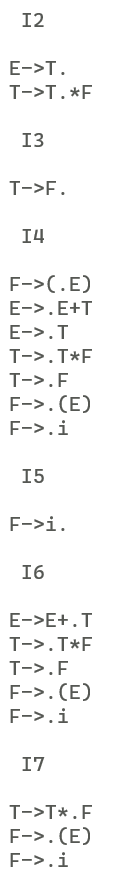 I2
E->T.
T->T.*F
I3
T->F.
I4
F->(.E)
E->.E+T
E->.T
T->.T*F
T->.F
F->.(E)
F->.i
I5
F->i.
I6
E->E+.T
T->.T*F
T->.F
F->.(E)
F->.i
I7
T->T*.F
F->.(E)
F->.i